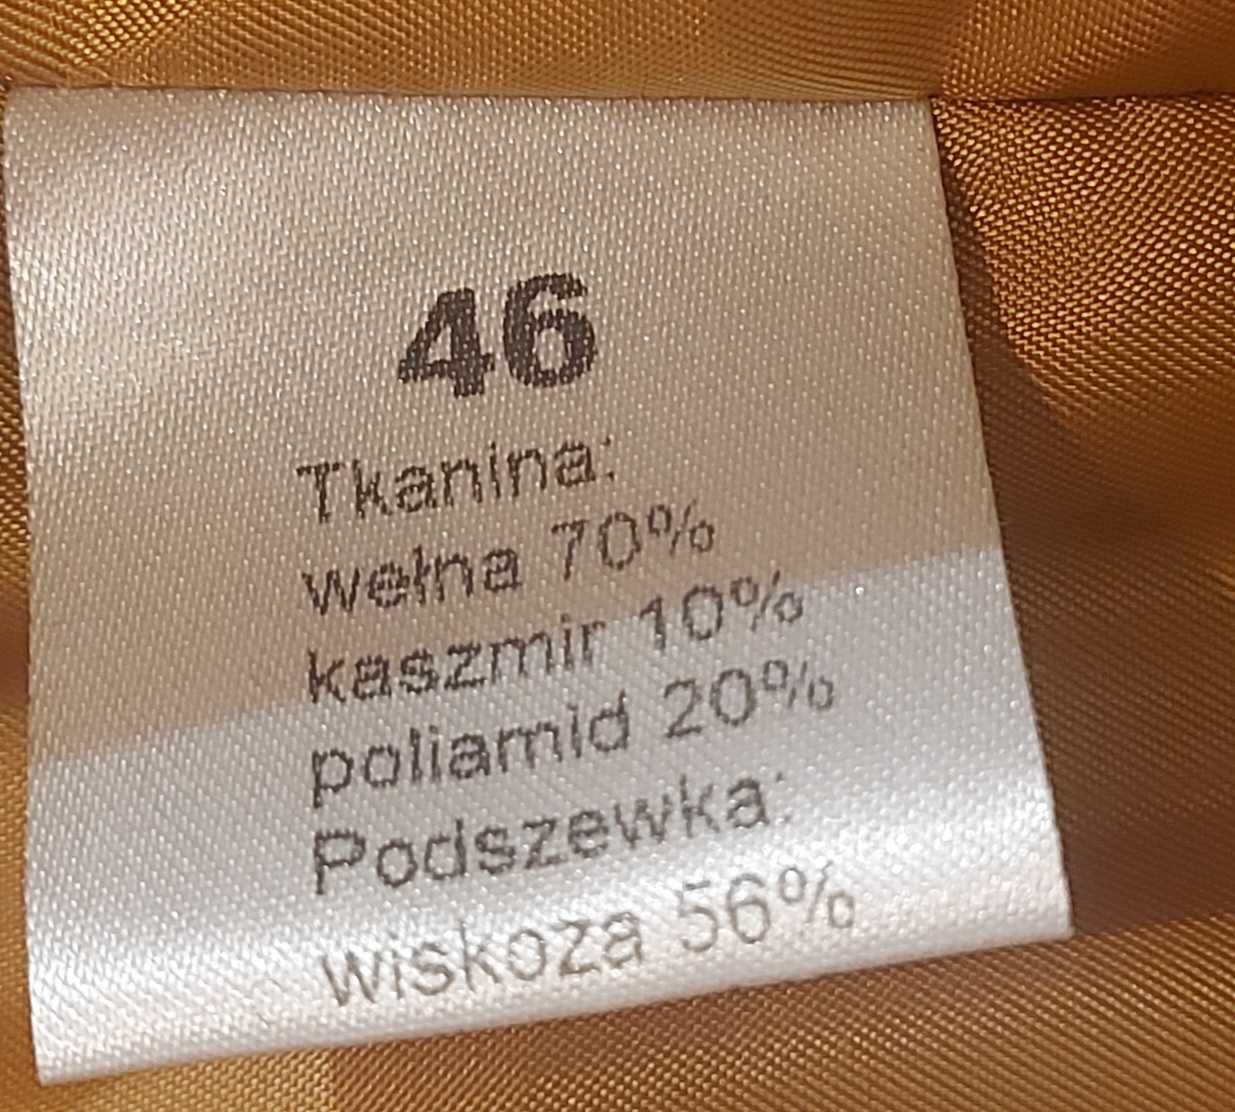 46
Tkanina:
wełna 70%
kaszmir 10%
poliamid 20%
Podszewka:
wiskoza 56%